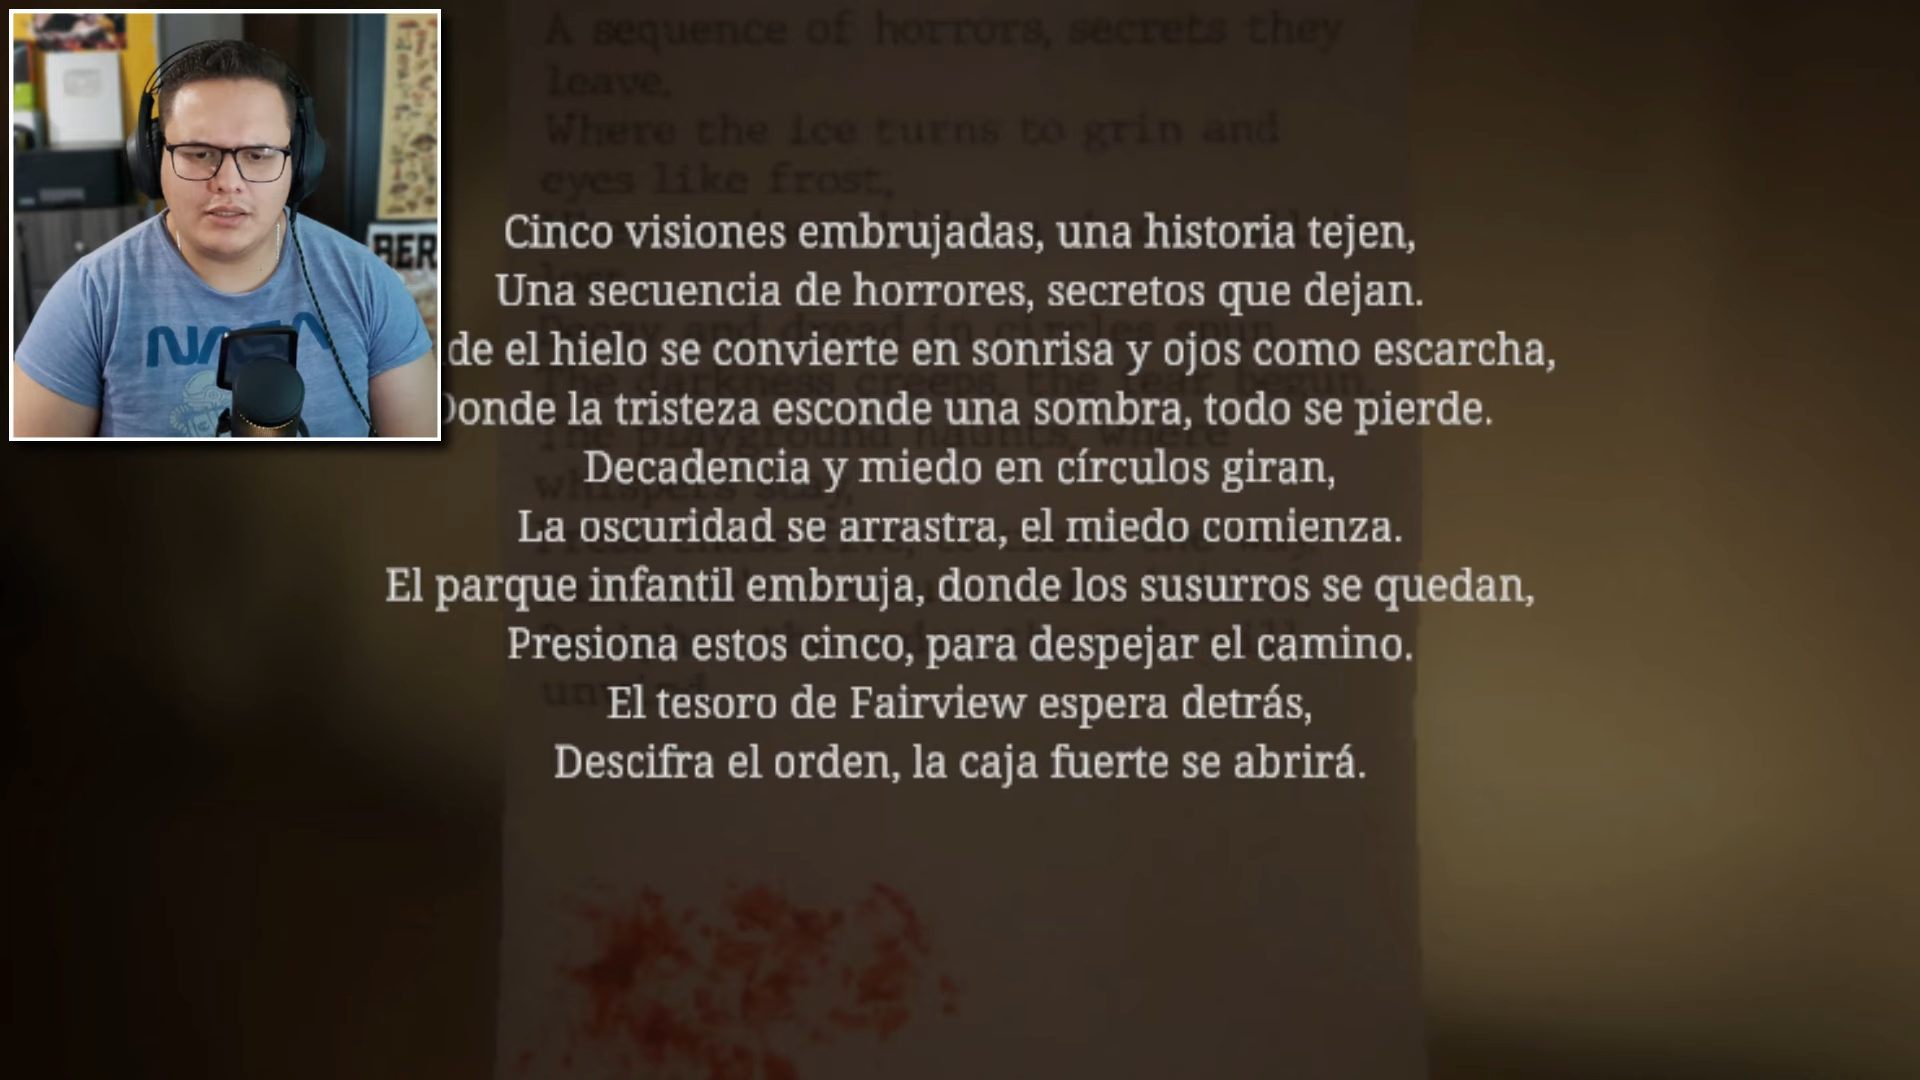 A sequence of horrors, secrets they
leave,
Where the ice turns to grin and
eyes like frost,
Cinco visiones embrujadas, una historia tejen,
Una secuencia de horrores, secretos que dejan.
de el hielo se convierte en sonrisa y ojos como escarcha,
Donde la tristeza esconde una sombra, todo se pierde.
Decadencia y miedo en círculos giran,
La oscuridad se arrastra, el miedo comienza.
El parque infantil embruja, donde los susurros se quedan,
Presiona estos cinco, para despejar el camino.
El tesoro de Fairview espera detrás,
Descifra el orden, la caja fuerte se abrirá.
NASA
BER